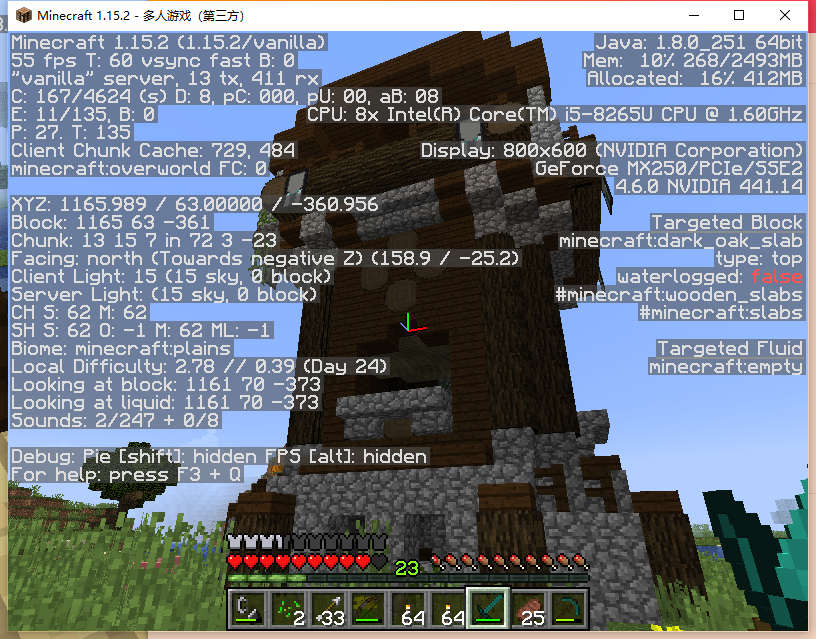 Minecraft 1.15.2 - 多人游戏（第三方）
Minecraft 1.15.2 (1.15.2/vanilla)
55 fps T: 60 vsync fast B: 0
"vanilla" server, 13 tx, 411 rx
C: 167/4624 (s) D: 8, pC: 000, pU: 00, aB: 08
E: 11/135, B: 0
P: 27. T: 135
Client Chunk Cache: 729, 484
minecraft:overworld FC: 0
XYZ: 1165.989 / 63.00000 / -360.956
Block: 1165 63 -361
Chunk: 13 15 7 in 72 3 -23
Facing: north (Towards negative Z) (158.9 / -25.2)
Client Light: 15 (15 sky, 0 block)
Server Light: (15 sky, 0 block)
CH S: 62 M: 62
SH S: 62 O: -1 M: 62 ML: -1
Biome: minecraft:plains
Local Difficulty: 2.78 // 0.39 (Day 24)
Looking at block: 1161 70 -373
Looking at liquid: 1161 70 -373
Sounds: 2/247 + 0/8
Debug: Pie [shift]: hidden FPS [alt]: hidden
For help: press F3 + Q
Java: 1.8.0_251 64bit
Mem: 10% 268/2493MB
Allocated: 16% 412MB
CPU: 8x Intel(R) Core(TM) i5-8265U CPU @ 1.60GHz
Display: 800x600 (NVIDIA Corporation)
GeForce MX250/PCIe/SSE2
4.6.0 NVIDIA 441.14
Targeted Block
minecraft:dark_oak_slab
type: top
waterlogged: false
#minecraft:wooden_slabs
#minecraft:slabs
Targeted Fluid
minecraft:empty
23
2
33
64
64
25